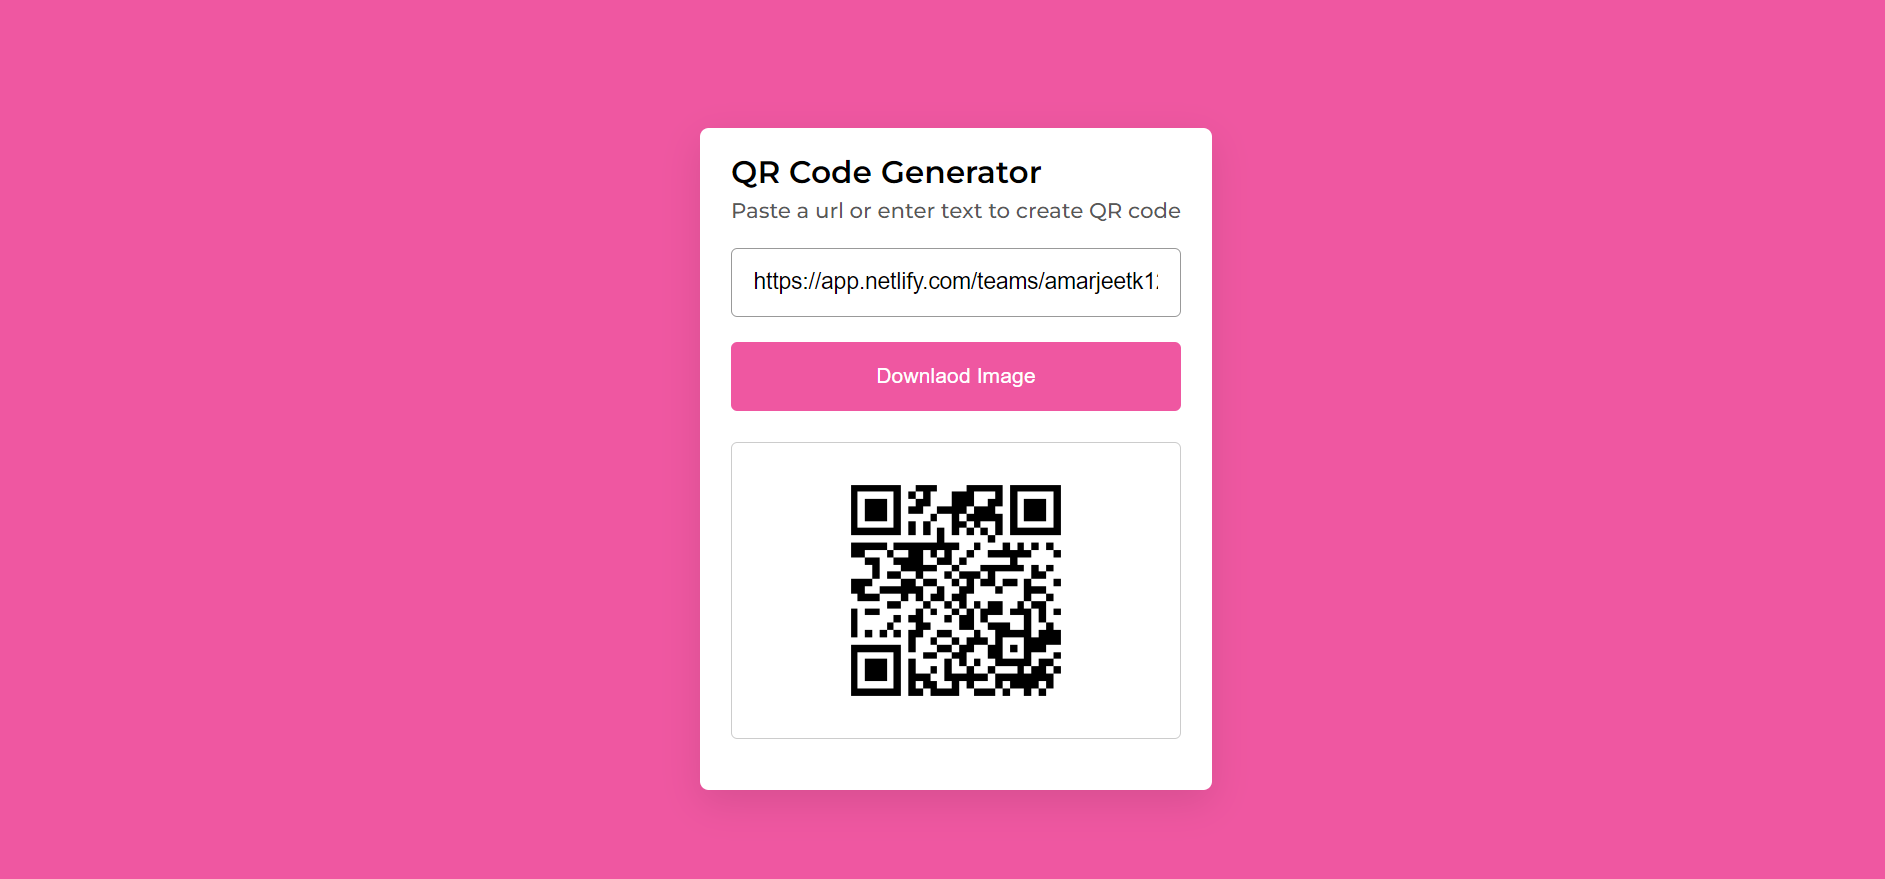 QR Code Generator
Paste a url or enter text to create QR code
https://app.netlify.com/teams/amarjeetk1
Downlaod Image